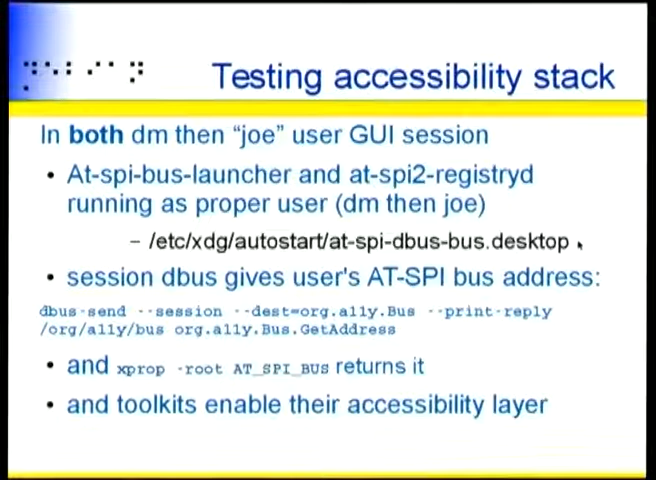 ⠙⠑⠃⠊⠁⠝
Testing accessibility stack
In both dm then “joe” user GUI session
• At-spi-bus-launcher and at-spi2-registryd
running as proper user (dm then joe)
– /etc/xdg/autostart/at-spi-dbus-bus.desktop
• session dbus gives user's AT-SPI bus address:
dbus-send --session --dest=org.a11y.Bus --print-reply
/org/a11y/bus org.a11y.Bus.GetAddress
• and xprop -root AT_SPI_BUS returns it
• and toolkits enable their accessibility layer